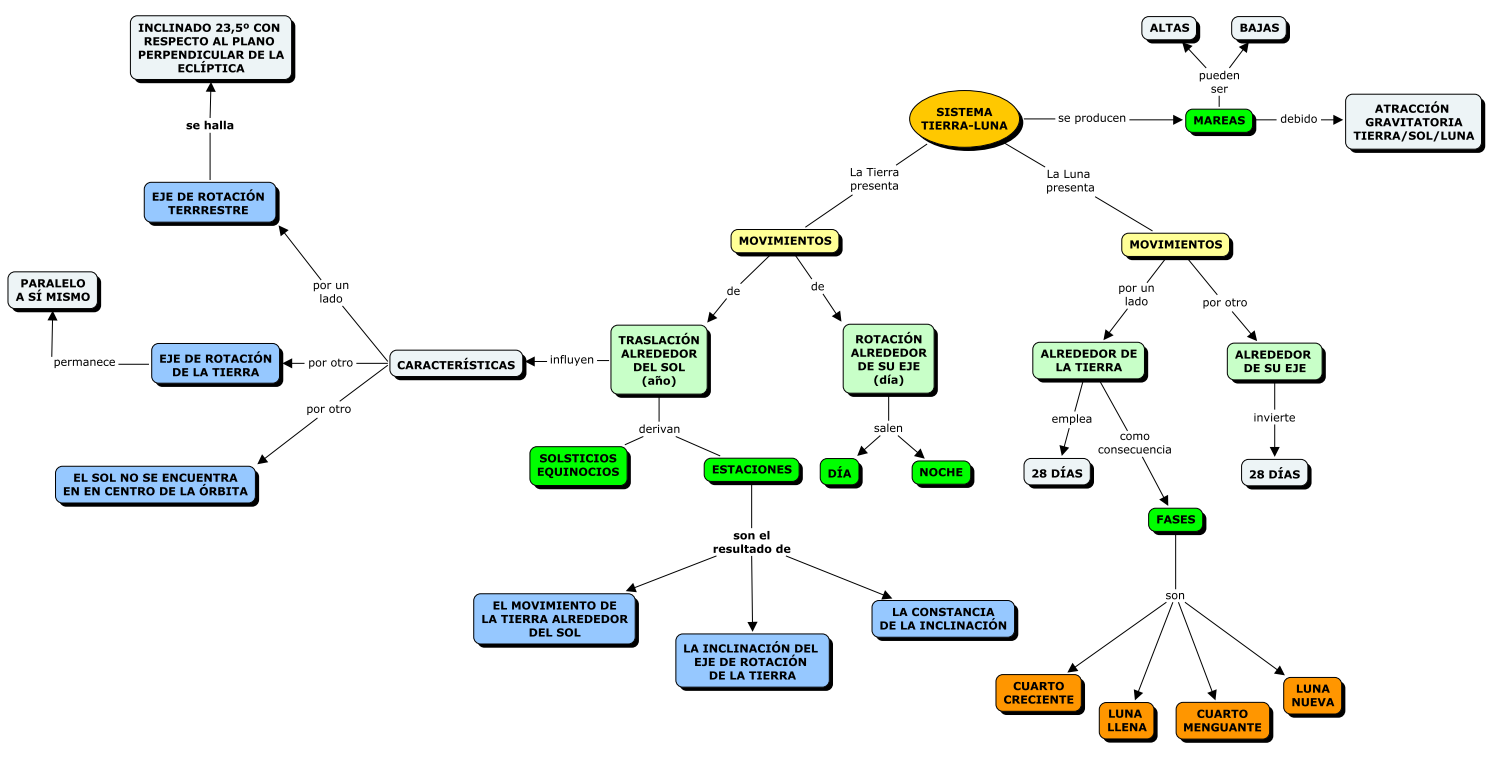 INCLINADO 23,5º CON
RESPECTO AL PLANO
PERPENDICULAR DE LA
ECLÍPTICA
se halla
EJE DE ROTACIÓN
TERRRESTRE
por un
lado
PARALELO
A SÍ MISMO
permanece
EJE DE ROTACIÓN
DE LA TIERRA
por otro
CARACTERÍSTICAS
influyen
por otro
EL SOL NO SE ENCUENTRA
EN EN CENTRO DE LA ÓRBITA
SISTEMA
TIERRA-LUNA
se producen
MAREAS
pueden
ser
ALTAS
BAJAS
debido
ATRACCIÓN
GRAVITATORIA
TIERRA/SOL/LUNA
La Tierra
presenta
MOVIMIENTOS
de
de
TRASLACIÓN
ALREDEDOR
DEL SOL
(año)
ROTACIÓN
ALREDEDOR
DE SU EJE
(día)
derivan
SOLSTICIOS
EQUINOCIOS
ESTACIONES
salen
DÍA
NOCHE
son el
resultado de
EL MOVIMIENTO DE
LA TIERRA ALREDEDOR
DEL SOL
LA INCLINACIÓN DEL
EJE DE ROTACIÓN
DE LA TIERRA
LA CONSTANCIA
DE LA INCLINACIÓN
La Luna
presenta
MOVIMIENTOS
por un
lado
por otro
ALREDEDOR DE
LA TIERRA
ALREDEDOR
DE SU EJE
emplea
28 DÍAS
como
consecuencia
invierte
28 DÍAS
FASES
son
CUARTO
CRECIENTE
LUNA
LLENA
CUARTO
MENGUANTE
LUNA
NUEVA